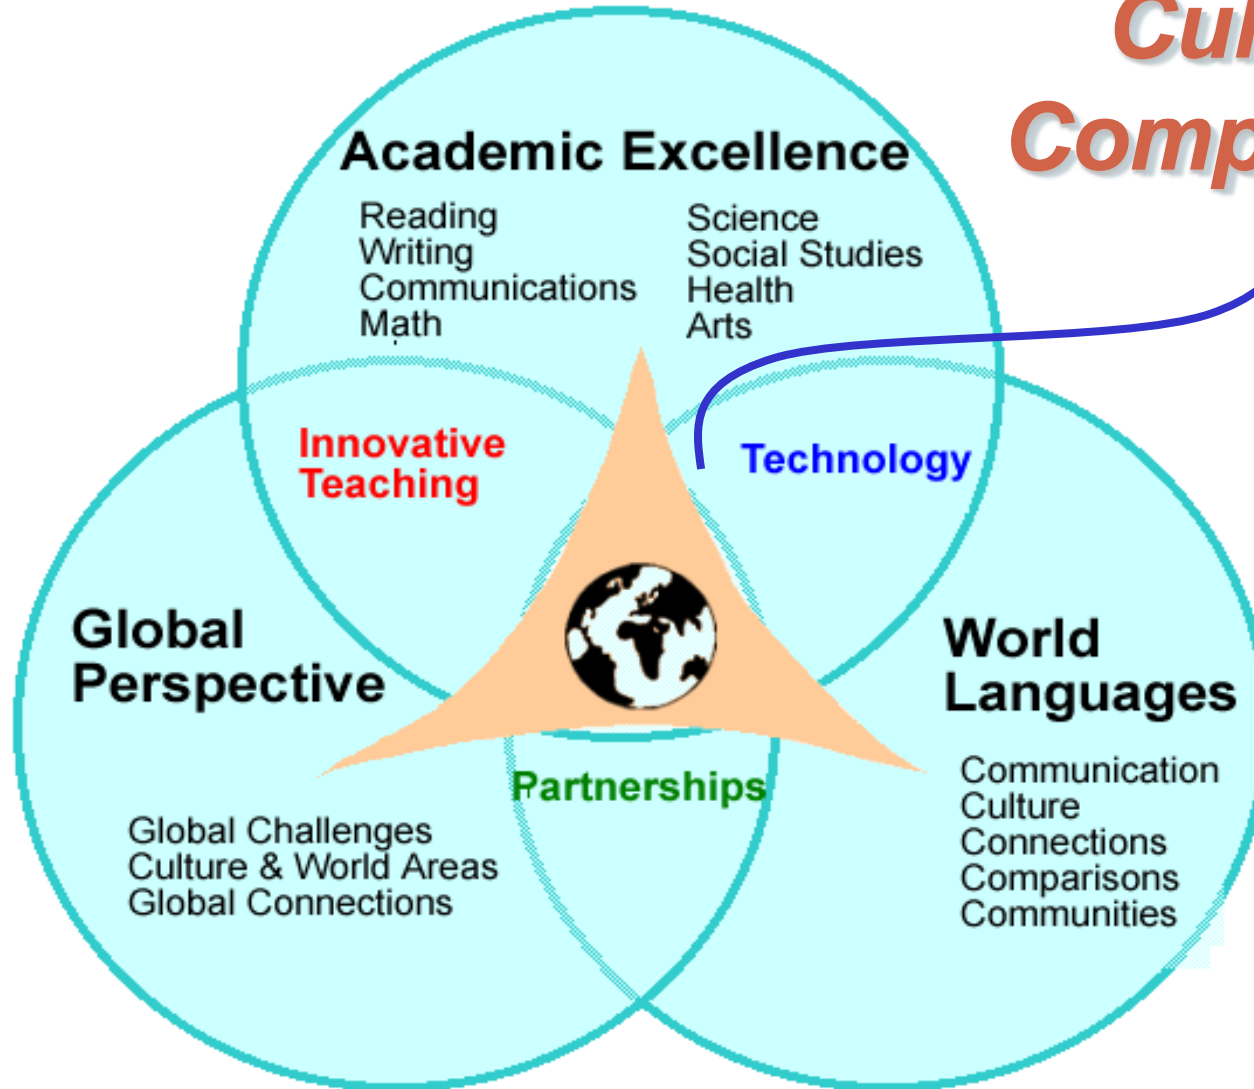 Academic Excellence
Reading
Writing
Communications
Math
Science
Social Studies
Health
Arts
Innovative
Teaching
Technology
Global
Perspective
Global Challenges
Culture & World Areas
Global Connections
Partnerships
World
Languages
Communication
Culture
Connections
Comparisons
Communities